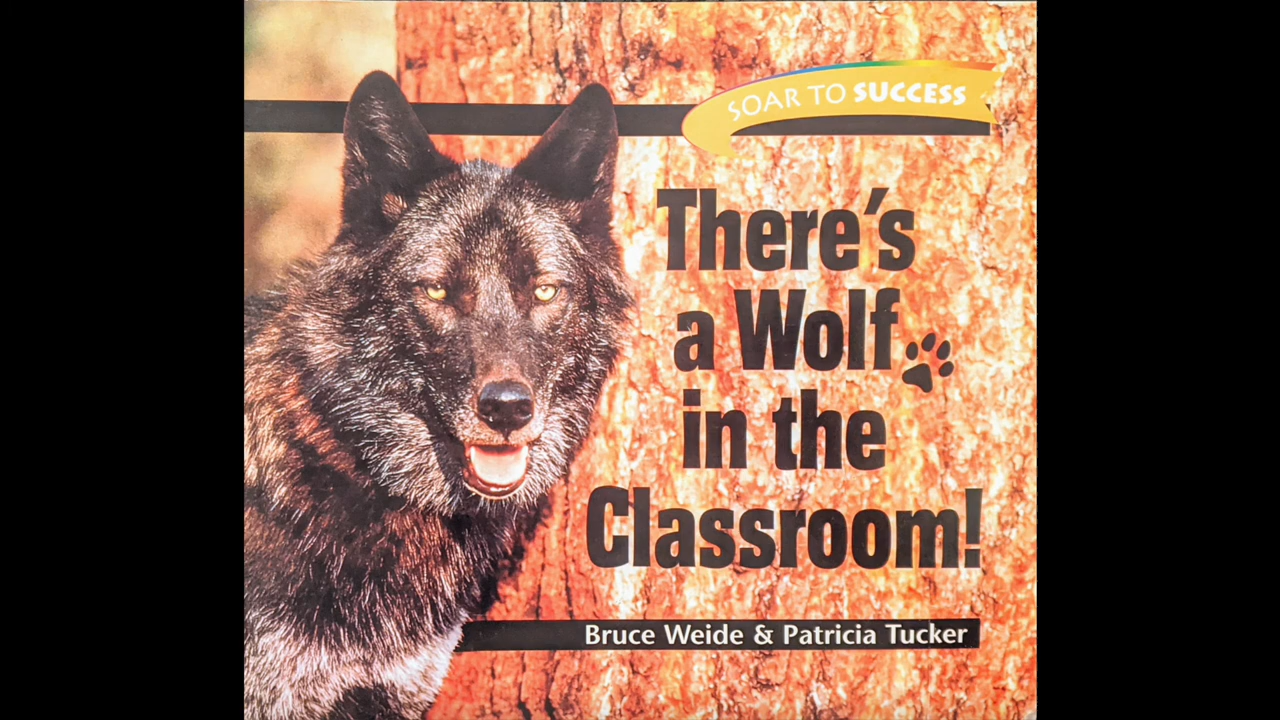 SOAR TO SUCCESS
There's
a Wolf
in the
Classroom!
Bruce Weide & Patricia Tucker